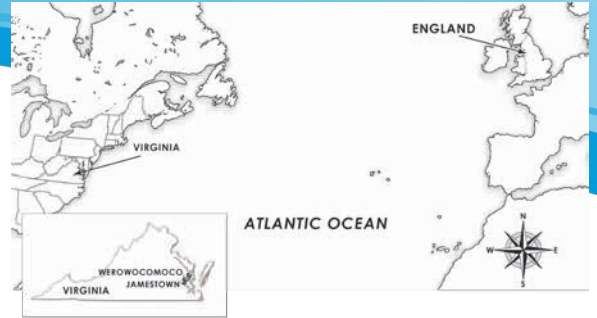 ENGLAND
VIRGINIA
ATLANTIC OCEAN
N
W
E
S
WEROWOCOMOCO
JAMESTOWN
VIRGINIA